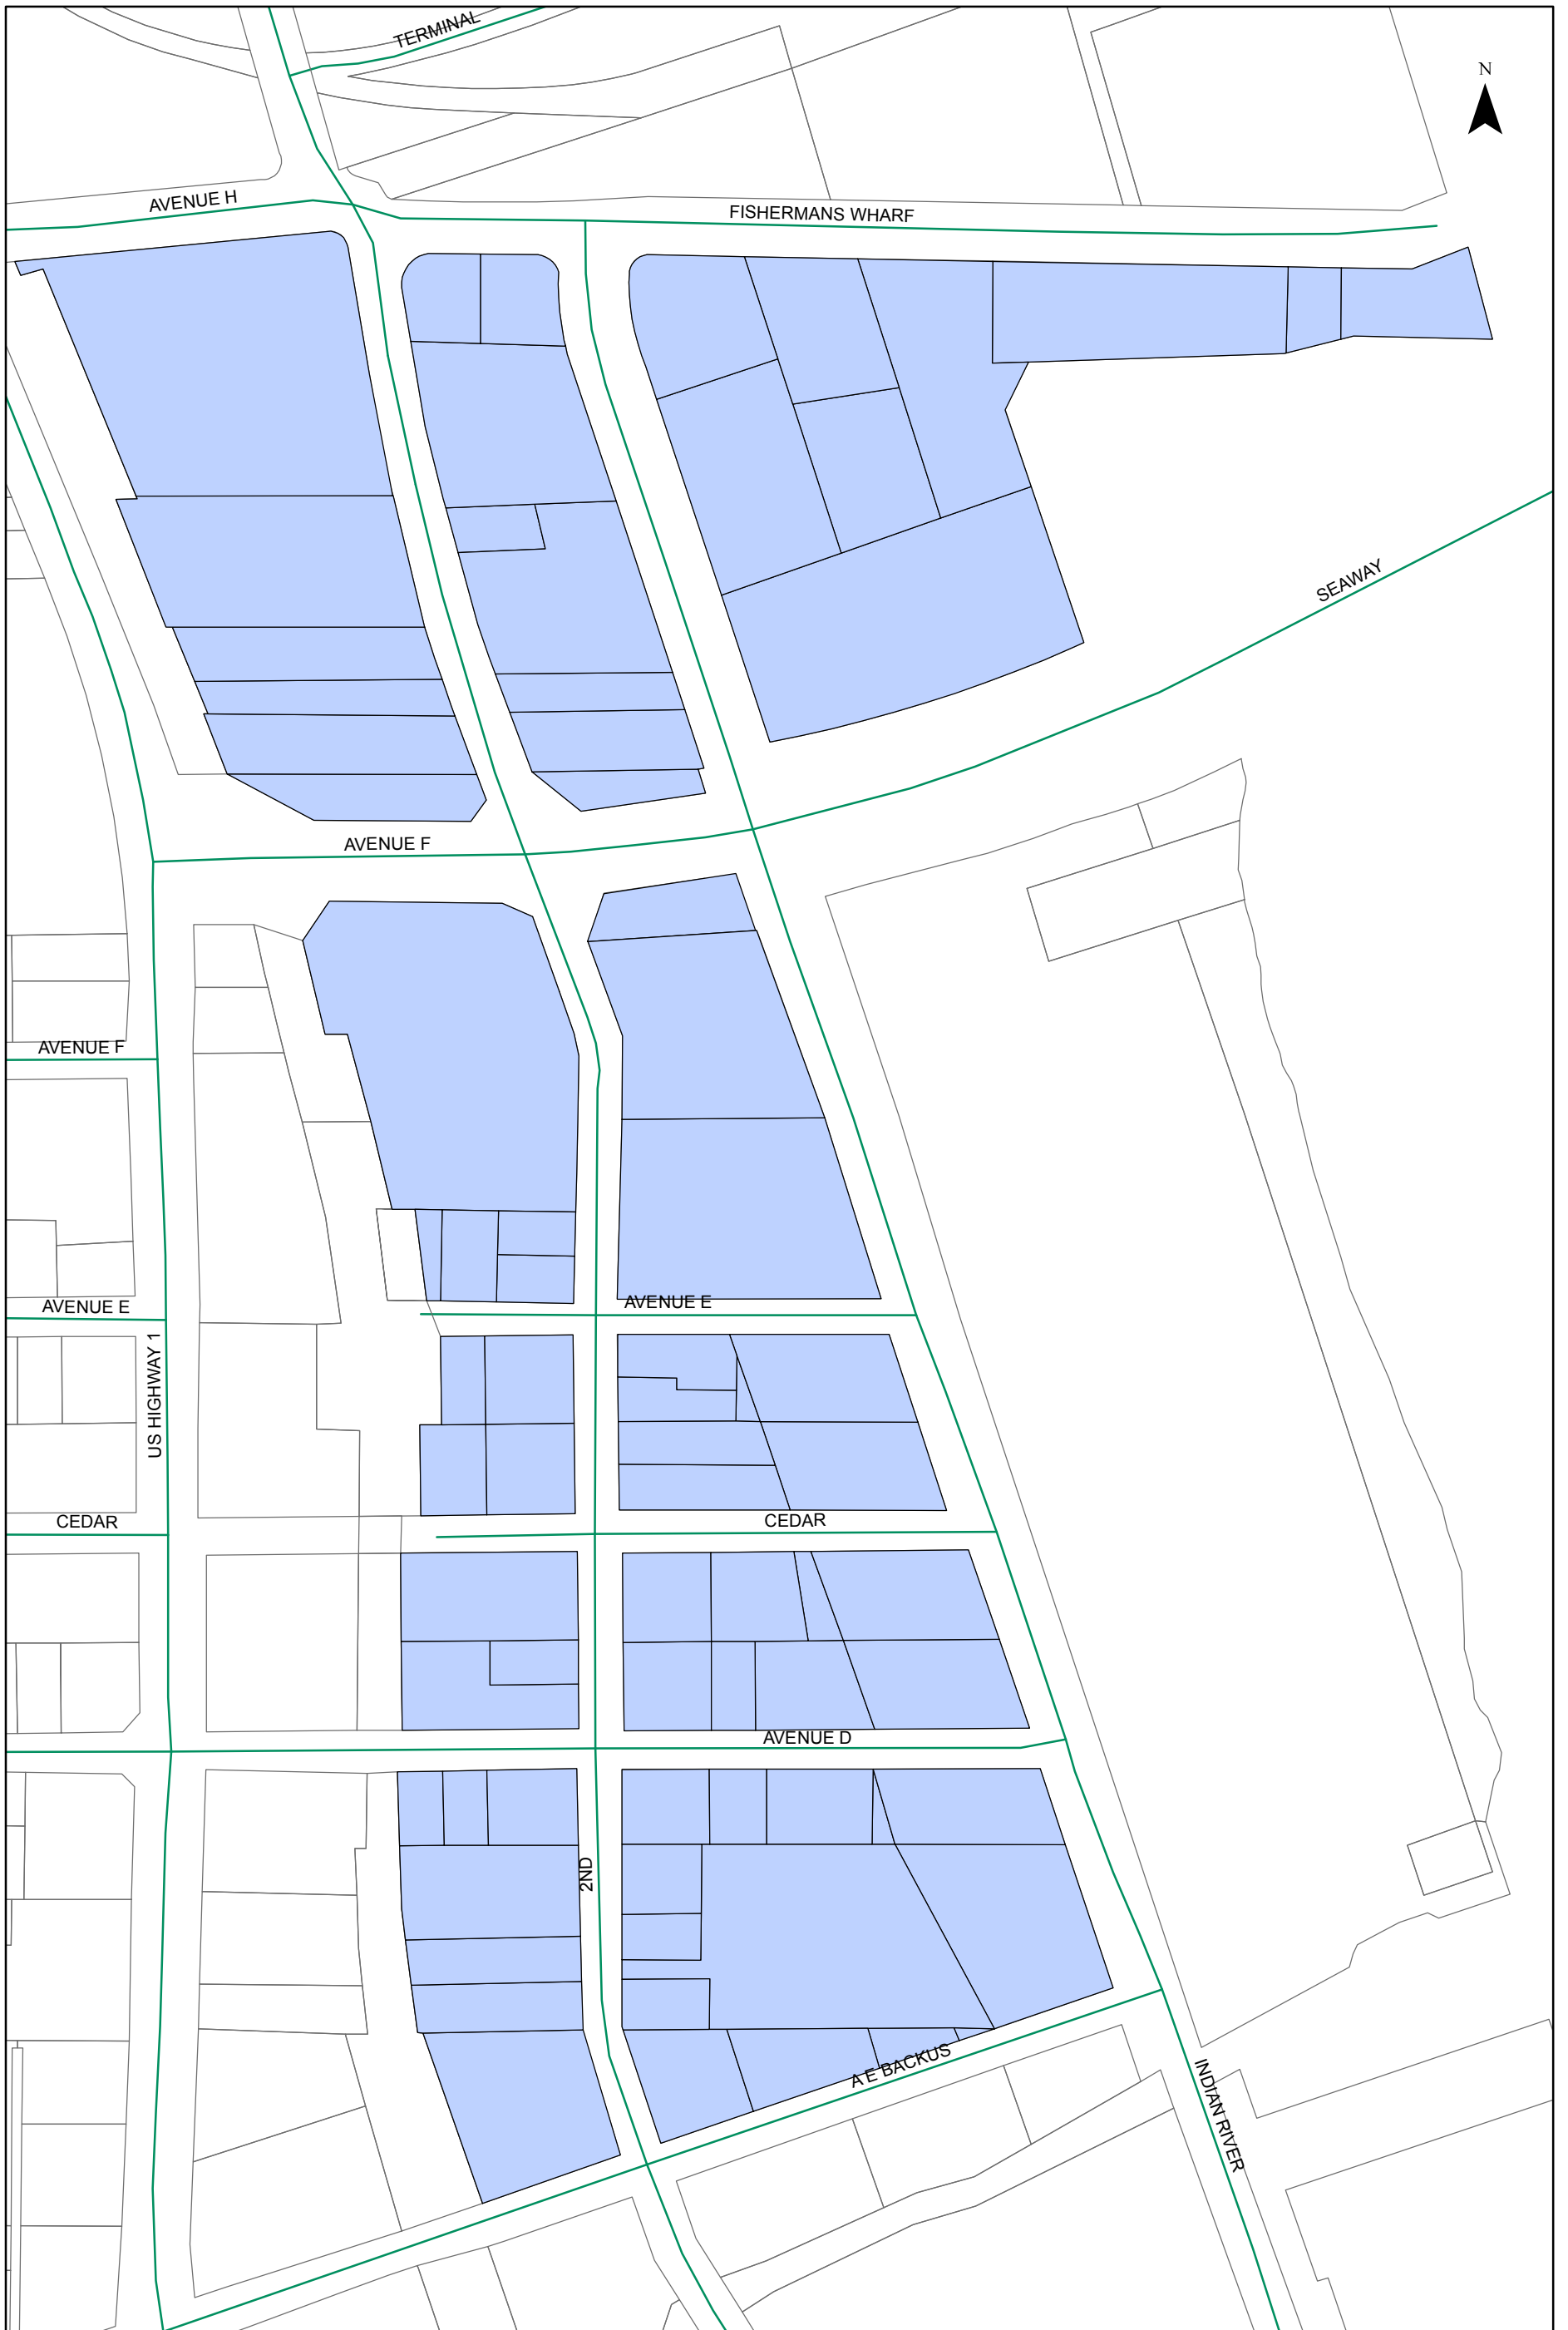 TERMINAL
N
AVENUE H
FISHERMANS WHARF
SEAWAY
AVENUE F
AVENUE F
AVENUE E
AVENUE E
US HIGHWAY 1
CEDAR
CEDAR
AVENUE D
2ND
A E BACKUS
INDIAN RIVER